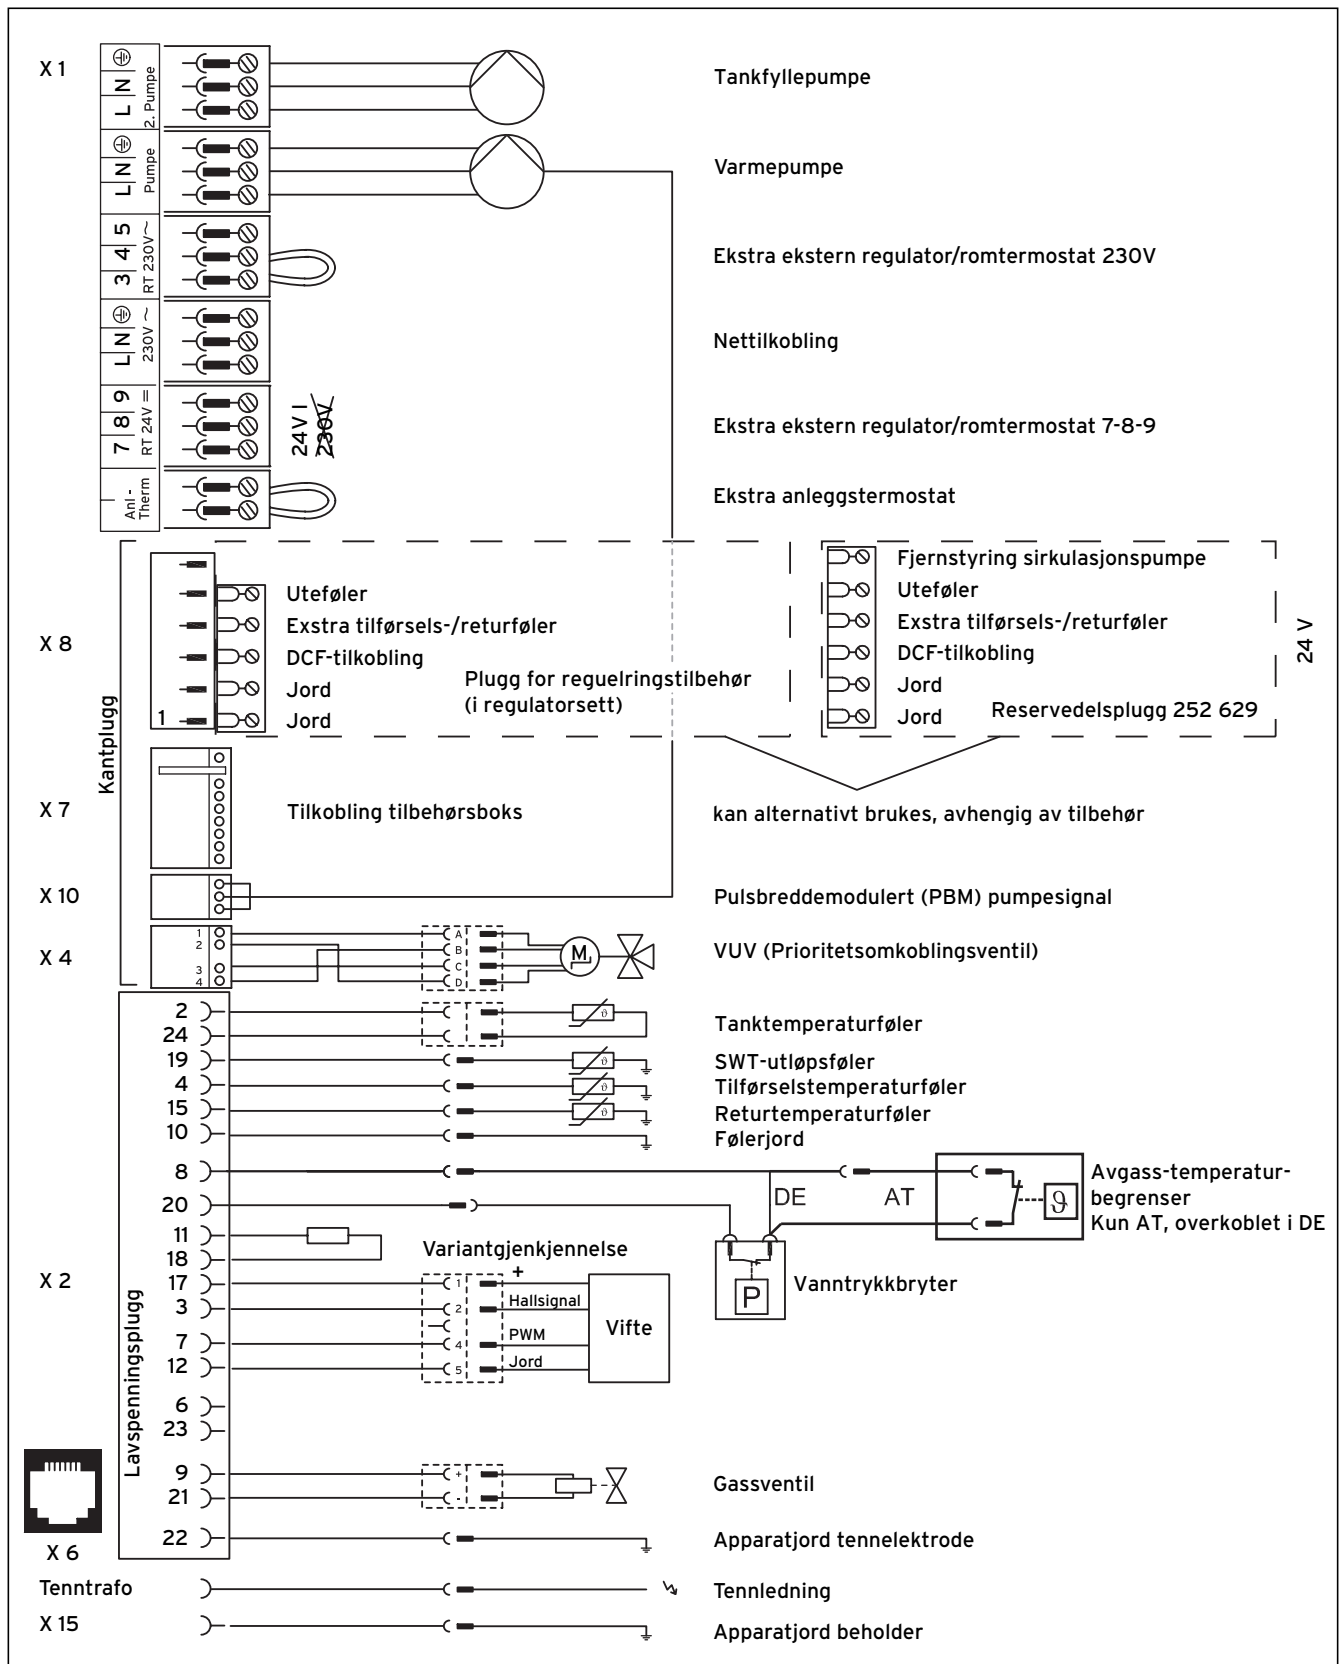 X 1
L N
2. Pumpe
Tankfyllepumpe
L N
Pumpe
Varmepumpe
3 4 5
RT 230V~
Ekstra ekstern regulator/romtermostat 230V
L N
230V ~
Nettilkobling
7 8 9
RT 24V =
24V I
230V
Ekstra ekstern regulator/romtermostat 7-8-9
Anl -
Therm
Ekstra anleggstermostat
Kantplugg
X 8
1
Uteføler
Exstra tilførsels-/returføler
DCF-tilkobling
Jord
Jord
Plugg for reguelringstilbehør
(i regulatorsett)
Fjernstyring sirkulasjonspumpe
Uteføler
Exstra tilførsels-/returføler
DCF-tilkobling
Jord
Jord
Reservedelsplugg 252 629
24 V
X 7
Tilkobling tilbehørsboks
kan alternativt brukes, avhengig av tilbehør
X 10
Pulsbreddemodulert (PBM) pumpesignal
X 4
1
2
3
4
A
B
C
D
M
VUV (Prioritetsomkoblingsventil)
X 2
Lavspenningsplugg
2
24
ϑ
Tanktemperaturføler
19
ϑ
SWT-utløpsføler
4
ϑ
Tilførselstemperaturføler
15
ϑ
Returtemperaturføler
10
Følerjord
8
DE
AT
ϑ
Avgass-temperatur-
begrenser
Kun AT, overkoblet i DE
20
P
Vanntrykkbryter
11
18
Variantgjenkjennelse
17
1
+
3
2
Hallsignal
7
4
PWM
12
5
Jord
Vifte
6
23
9
+
21
-
Gassventil
22
Apparatjord tennelektrode
X 6
Tenntrafo
Tennledning
X 15
Apparatjord beholder